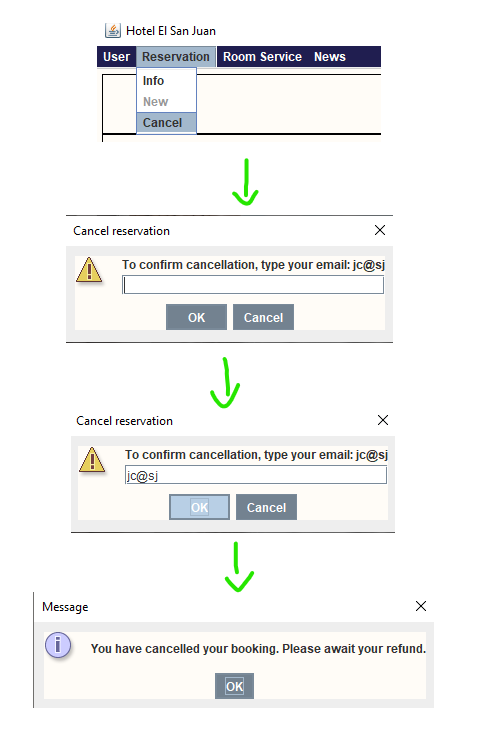 Hotel El San Juan
User Reservation Room Service News
Info
New
Cancel
Cancel reservation
To confirm cancellation, type your email: jc@sj
OK Cancel
Cancel reservation
To confirm cancellation, type your email: jc@sj
jc@sj
OK Cancel
Message
You have cancelled your booking. Please await your refund.
OK